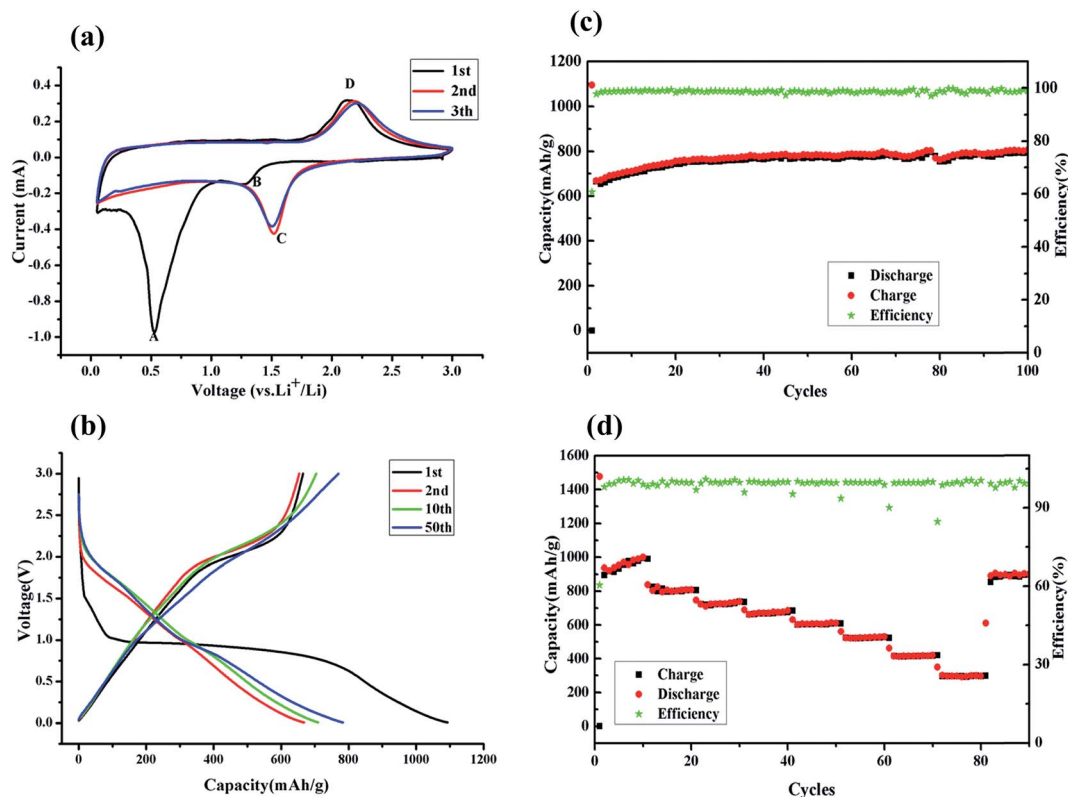 (a)
1st
2nd
3th
D
B
C
A
0.4
0.2
0.0
-0.2
-0.4
-0.6
-0.8
-1.0
Current (mA)
0.0 0.5 1.0 1.5 2.0 2.5 3.0
Voltage (vs.Li+/Li)
(c)
1200
1000
800
600
400
200
0
Capacity(mAh/g)
100
80
60
40
20
0
Efficiency(%)
Discharge
Charge
Efficiency
0 20 40 60 80 100
Cycles
(b)
1st
2nd
10th
50th
3.0
2.5
2.0
1.5
1.0
0.5
0.0
Voltage(V)
0 200 400 600 800 1000 1200
Capacity(mAh/g)
(d)
1600
1400
1200
1000
800
600
400
200
0
Capacity(mAh/g)
90
60
30
0
Efficiency(%)
Charge
Discharge
Efficiency
0 20 40 60 80
Cycles